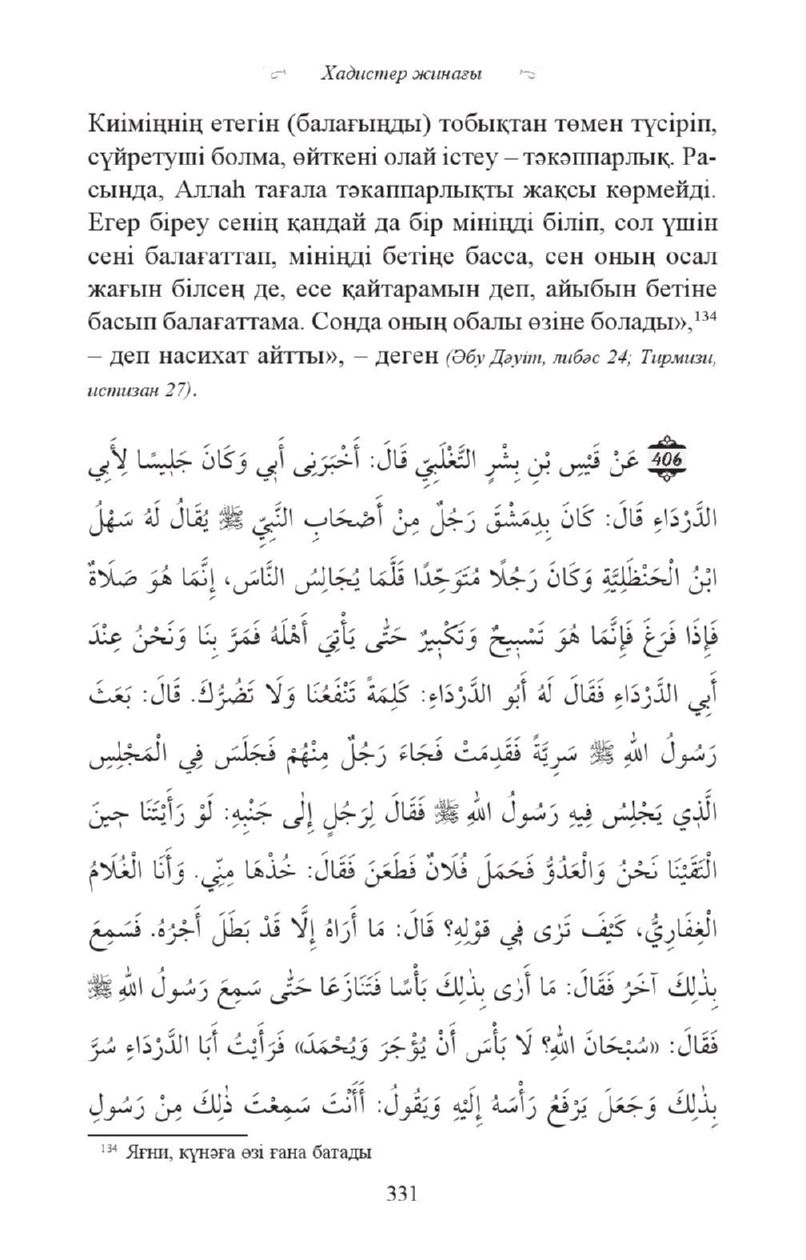 Хадистер жинағы
Киіміңнің етегін (балағыңды) тобықтан төмен түсіріп,
сүйретуші болма, өйткені олай істеу – тәкәппарлық. Ра-
сында, Аллаһ тағала тәкаппарлықты жақсы көрмейді.
Егер біреу сенің қандай да бір мініңді біліп, сол үшін
сені балағаттап, мініңді бетіңе басса, сен оның осал
жағын білсең де, есе қайтарамын деп, айыбын бетіне
басып балағаттама. Сонда оның обалы өзіне болады»,¹³⁴
– деп насихат айтты», – деген (Әбу Дәуіт, либәс 24; Тирмизи,
истизан 27).
406 عَنْ قَيْسِ بْنِ بِشْرٍ التَّغْلَبِيِّ قَالَ: أَخْبَرَنِى أَبِي وَكَانَ جَلِيسًا لِأَبِي
الدَّرْدَاءِ قَالَ: كَانَ بِدِمَشْقَ رَجُلٌ مِنْ أَصْحَابِ النَّبِيِّ ﷺ يُقَالُ لَهُ سَهْلُ
ابْنُ الْحَنْظَلِيَّةِ وَكَانَ رَجُلًا مُتَوَحِّدًا قَلَّمَا يُجَالِسُ النَّاسَ، إِنَّمَا هُوَ صَلَاةٌ
فَإِذَا فَرَغَ فَإِنَّمَا هُوَ تَسْبِيحٌ وَتَكْبِيرٌ حَتَّى يَأْتِيَ أَهْلَهُ فَمَرَّ بِنَا وَنَحْنُ عِنْدَ
أَبِي الدَّرْدَاءِ فَقَالَ لَهُ أَبُو الدَّرْدَاءِ: كَلِمَةً تَنْفَعُنَا وَلَا تَضُرُّكَ. قَالَ: بَعَثَ
رَسُولُ اللهِ ﷺ سَرِيَّةً فَقَدِمَتْ فَجَاءَ رَجُلٌ مِنْهُمْ فَجَلَسَ فِي الْمَجْلِسِ
الَّذِي يَجْلِسُ فِيهِ رَسُولُ اللهِ ﷺ فَقَالَ لِرَجُلٍ إِلٰى جَنْبِهِ: لَوْ رَأَيْتَنَا حِينَ
الْتَقَيْنَا نَحْنُ وَالْعَدُوُّ فَحَمَلَ فُلَانٌ فَطَعَنَ فَقَالَ: خُذْهَا مِنِّي. وَأَنَا الْغُلَامُ
الْغِفَارِيُّ، كَيْفَ تَرٰى فِي قَوْلِهِ؟ قَالَ: مَا أَرَاهُ إِلَّا قَدْ بَطَلَ أَجْرُهُ. فَسَمِعَ
بِذٰلِكَ آخَرُ فَقَالَ: مَا أَرٰى بِذٰلِكَ بَأْسًا فَتَنَازَعَا حَتَّى سَمِعَ رَسُولُ اللهِ ﷺ
فَقَالَ: «سُبْحَانَ اللهِ؟ لَا بَأْسَ أَنْ يُؤْجَرَ وَيُحْمَدَ» فَرَأَيْتُ أَبَا الدَّرْدَاءِ سُرَّ
بِذٰلِكَ وَجَعَلَ يَرْفَعُ رَأْسَهُ إِلَيْهِ وَيَقُولُ: أَأَنْتَ سَمِعْتَ ذٰلِكَ مِنْ رَسُولِ
¹³⁴ Яғни, күнәға өзі ғана батады
331